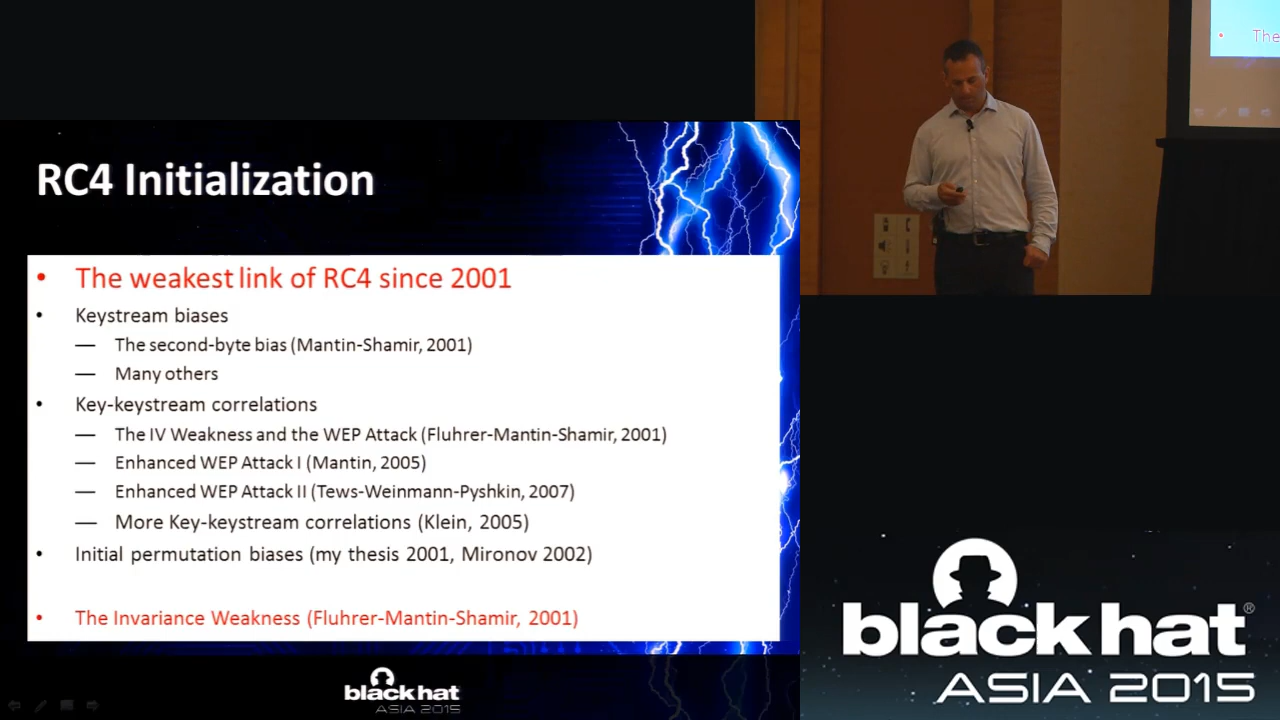 The
RC4 Initialization
• The weakest link of RC4 since 2001
• Keystream biases
— The second-byte bias (Mantin-Shamir, 2001)
— Many others
• Key-keystream correlations
— The IV Weakness and the WEP Attack (Fluhrer-Mantin-Shamir, 2001)
— Enhanced WEP Attack I (Mantin, 2005)
— Enhanced WEP Attack II (Tews-Weinmann-Pyshkin, 2007)
— More Key-keystream correlations (Klein, 2005)
• Initial permutation biases (my thesis 2001, Mironov 2002)
• The Invariance Weakness (Fluhrer-Mantin-Shamir, 2001)
black hat
ASIA 2015
black hat®
ASIA 2015